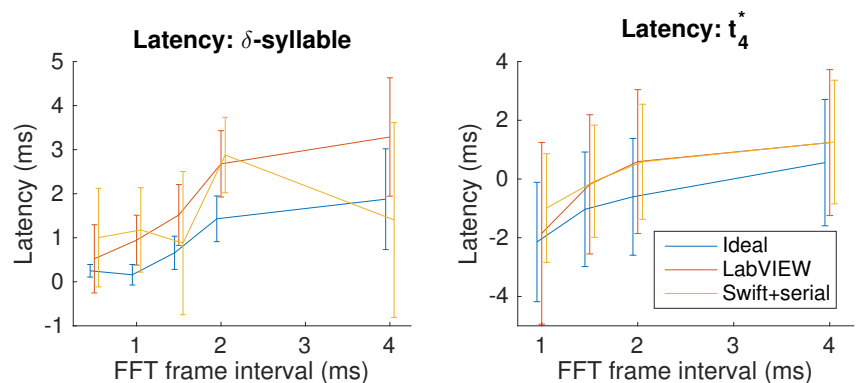 Latency: δ-syllable
5
4
3
2
1
0
-1
Latency (ms)
1
2
3
4
FFT frame interval (ms)
Latency: t*4
4
2
0
-2
-4
Latency (ms)
1
2
3
4
FFT frame interval (ms)
Ideal
LabVIEW
Swift+serial